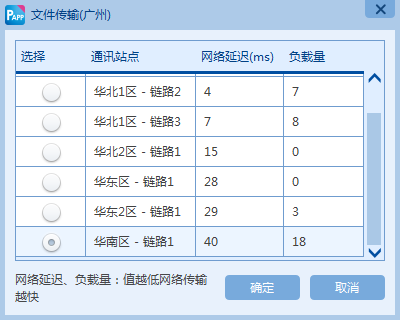 PAPP 文件传输(广州)
选择 通讯站点 网络延迟(ms) 负载量
华北1区 - 链路2 4 7
华北1区 - 链路3 7 8
华北2区 - 链路1 15 0
华东区 - 链路1 28 0
华东2区 - 链路1 29 3
华南区 - 链路1 40 18
网络延迟、负载量：值越低网络传输
越快
确定 取消